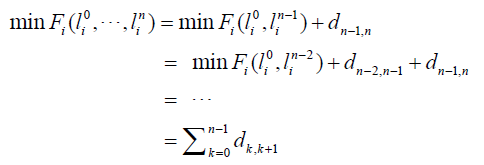 min F_i(l_i^0, ⋯, l_i^n) = min F_i(l_i^0, l_i^{n−1}) + d_{n−1,n}
= min F_i(l_i^0, l_i^{n−2}) + d_{n−2,n−1} + d_{n−1,n}
= ⋯
= ∑_{k=0}^{n−1} d_{k,k+1}